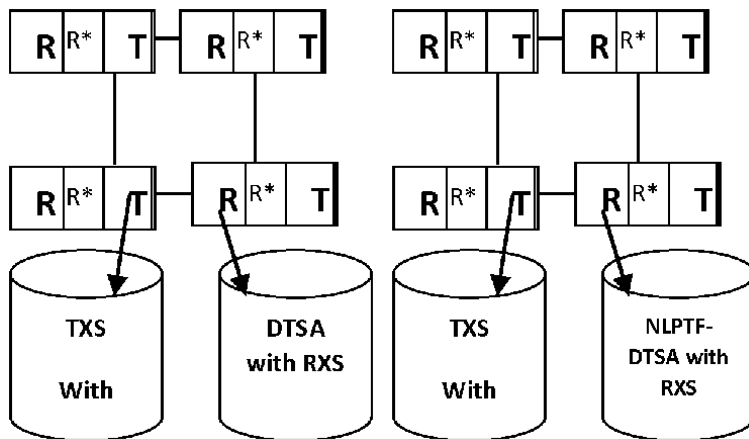 R R* T R R* T R R* T R R* T
R R* T R R* T R R* T R R* T
TXS
With
DTSA
with RXS
TXS
With
NLPTF-
DTSA with
RXS